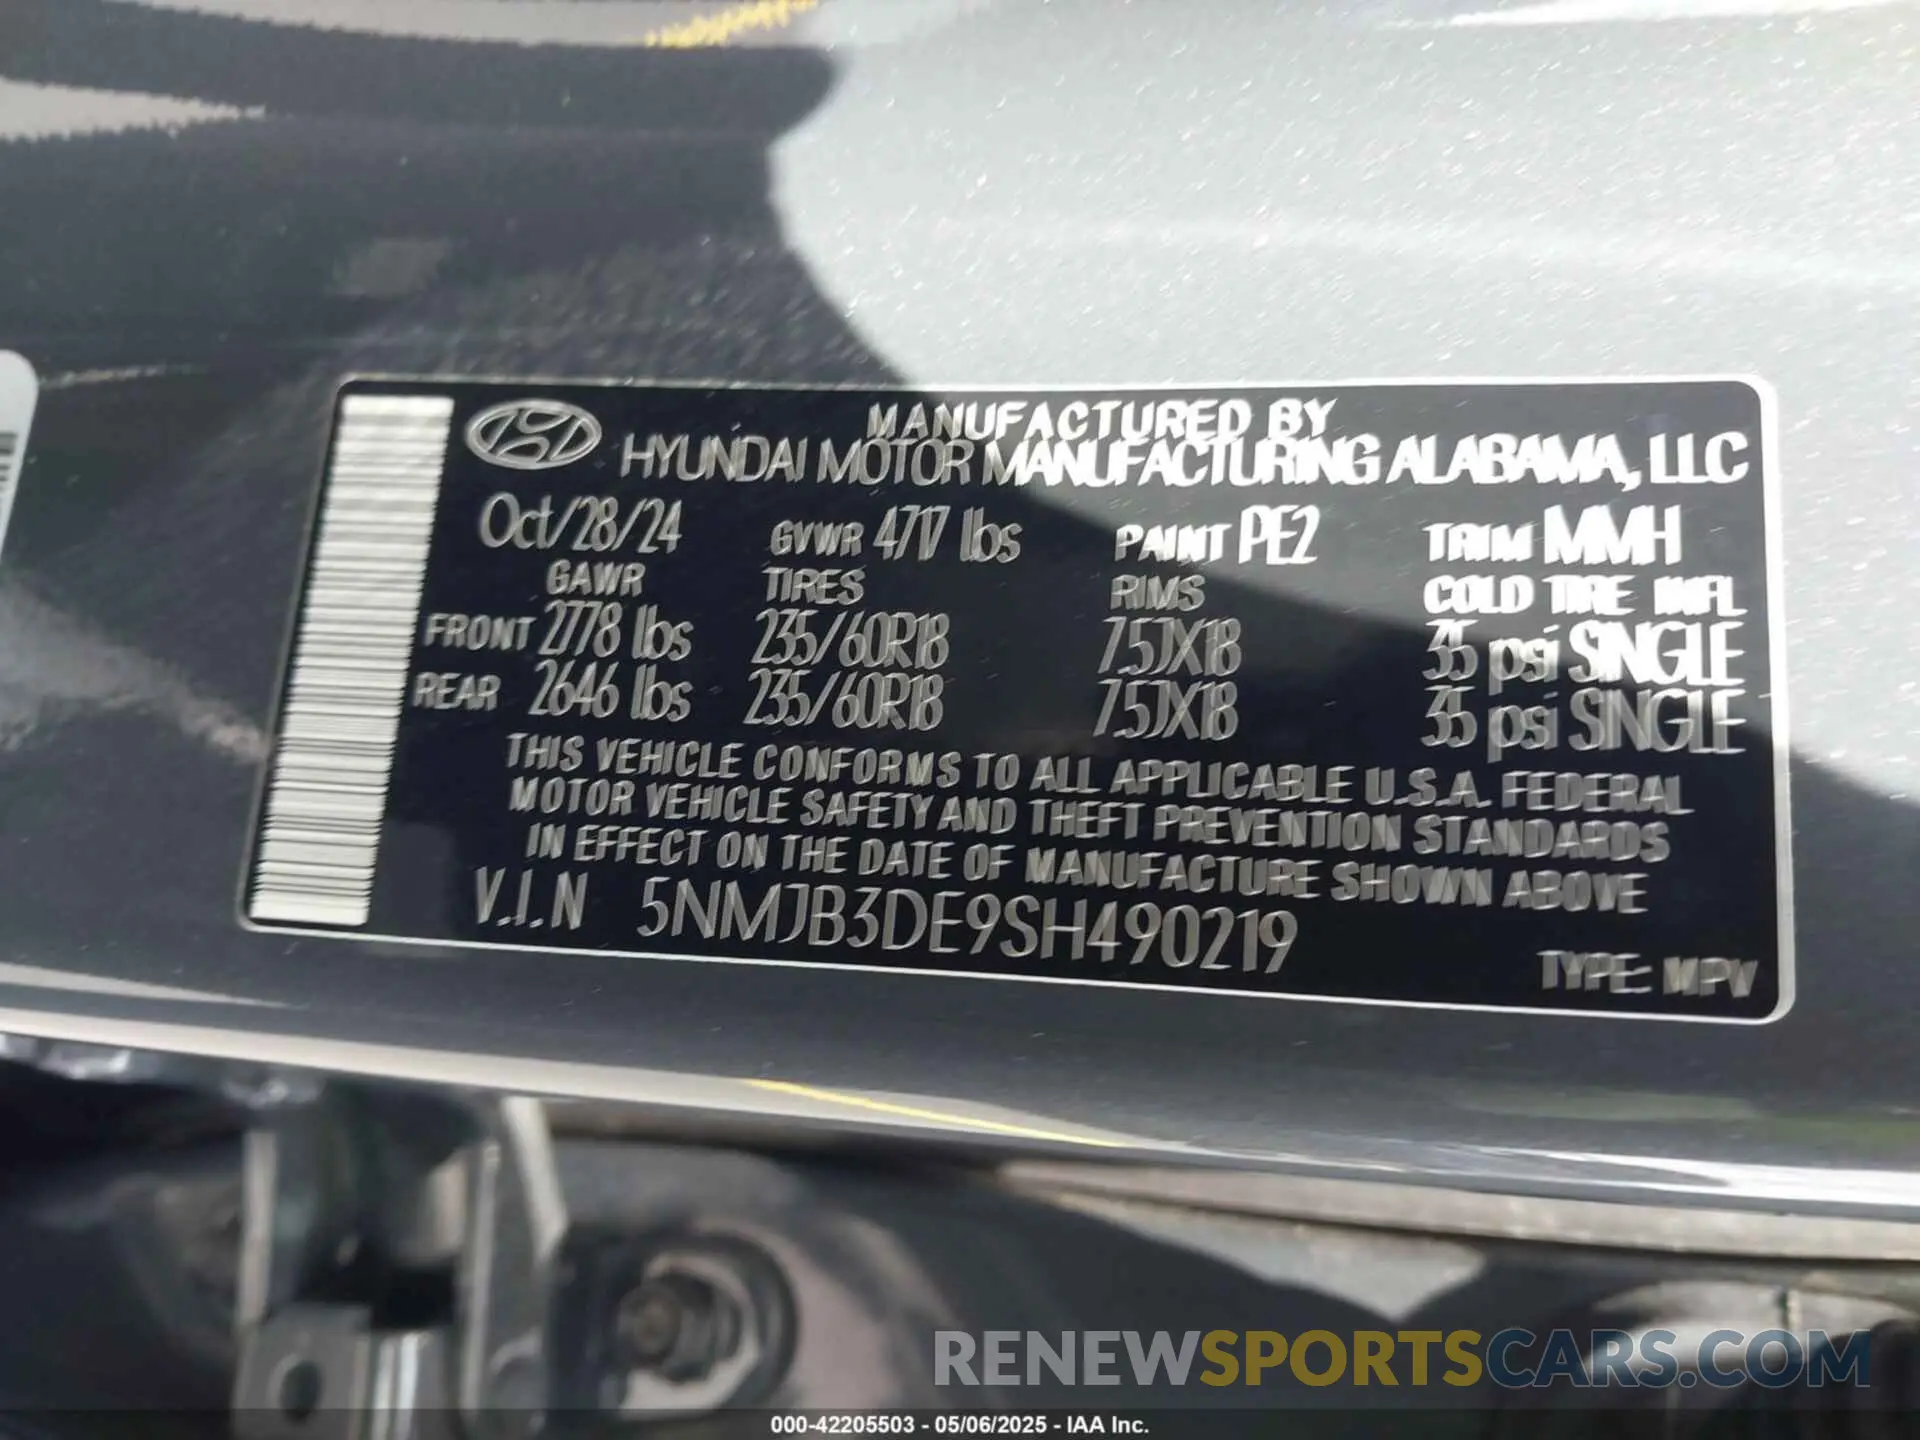 MANUFACTURED BY
HYUNDAI MOTOR MANUFACTURING ALABAMA, LLC
Oct/28/24 GVWR 4717 lbs PAINT PE2 TRIM MMH
GAWR TIRES RIMS COLD TIRE INFL
FRONT 2778 lbs 235/60R18 7.5JX18 35 psi SINGLE
REAR 2646 lbs 235/60R18 7.5JX18 35 psi SINGLE
THIS VEHICLE CONFORMS TO ALL APPLICABLE U.S.A. FEDERAL
MOTOR VEHICLE SAFETY AND THEFT PREVENTION STANDARDS
IN EFFECT ON THE DATE OF MANUFACTURE SHOWN ABOVE
V.I.N 5NMJB3DE9SH490219
TYPE: MPV
RENEWSPORTSCARS.COM
000-42205503 - 05/06/2025 - IAA Inc.